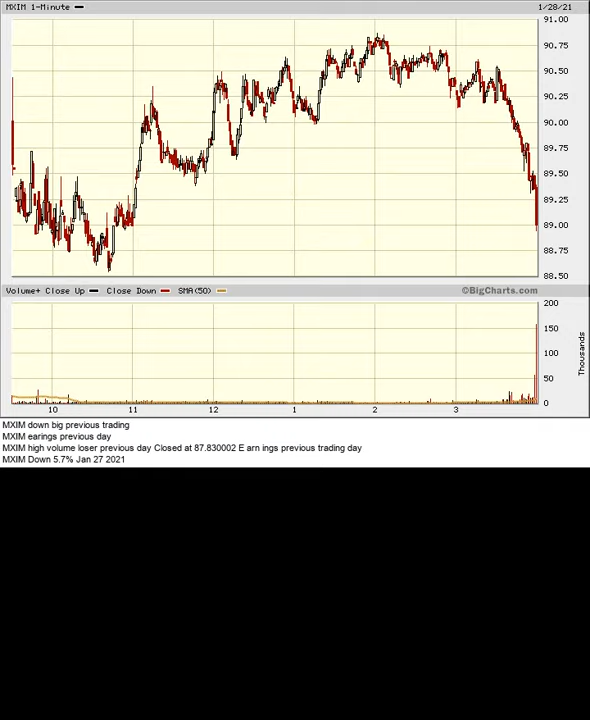 MXIM 1-Minute 1/28/21
91.00
90.75
90.50
90.25
90.00
89.75
89.50
89.25
89.00
88.75
88.50
Volume+ Close Up Close Down SMA(50) ©BigCharts.com
200
150
100
50
0
Thousands
10 11 12 1 2 3
MXIM down big previous trading
MXIM earings previous day
MXIM high volume loser previous day Closed at 87.830002 E arn ings previous trading day
MXIM Down 5.7% Jan 27 2021